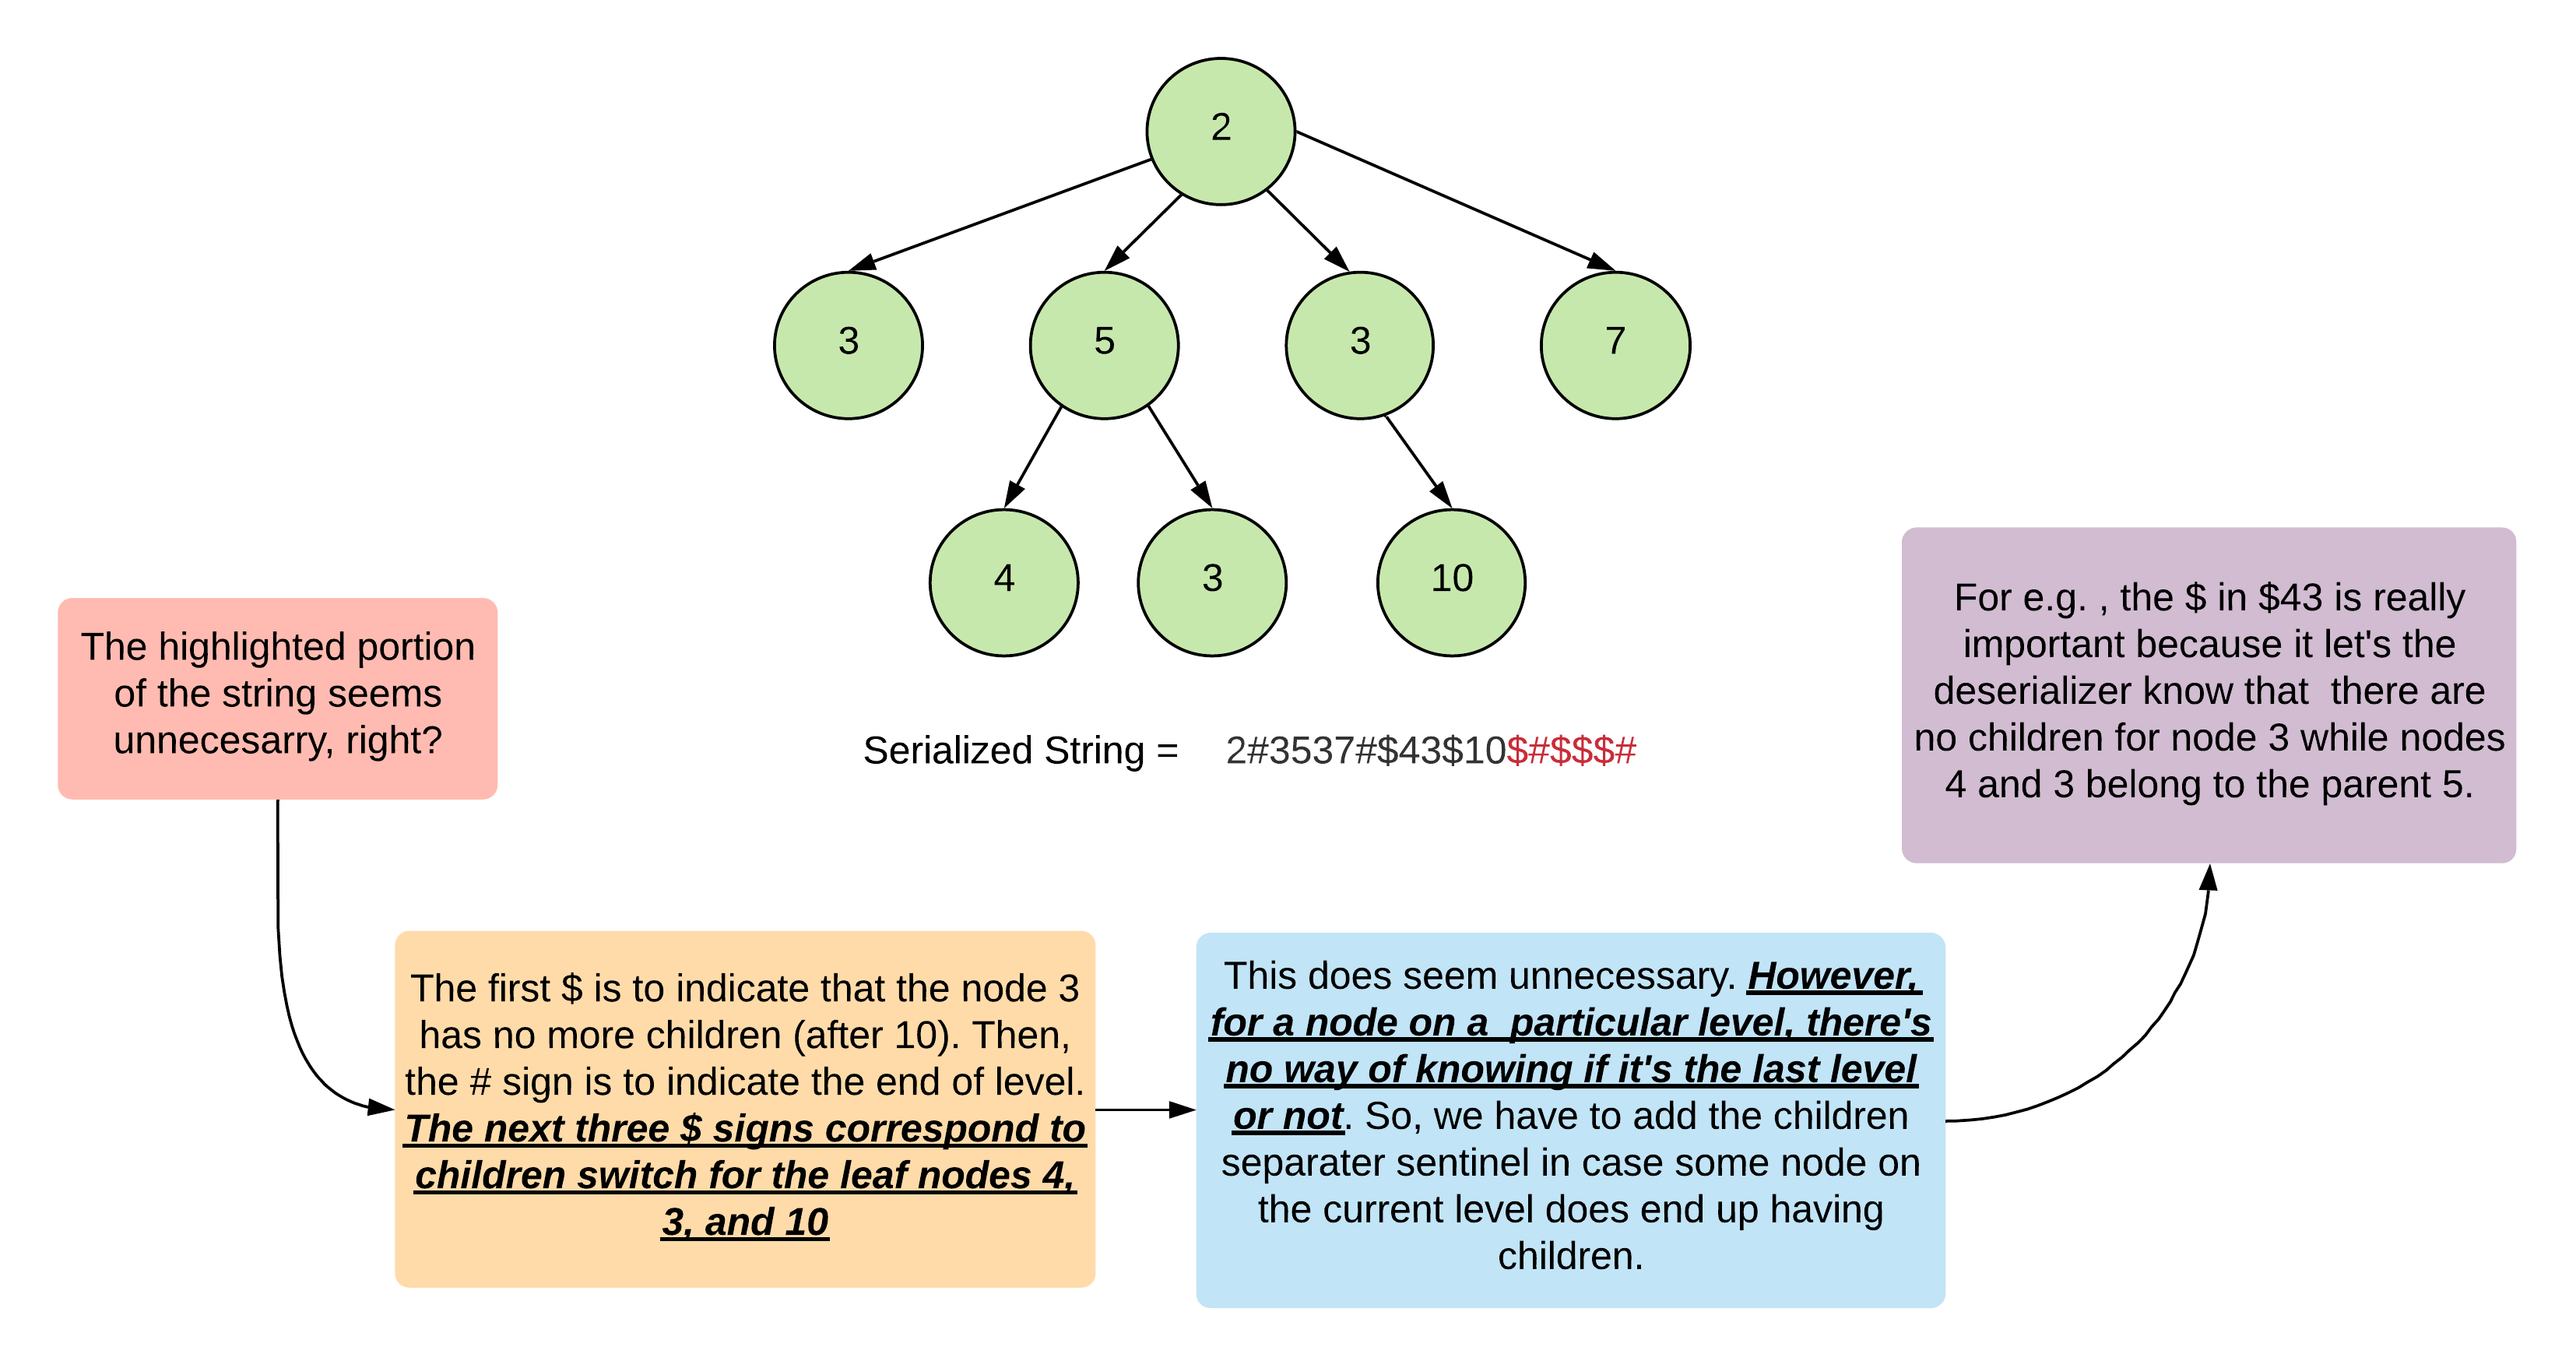 2
3
5
3
7
4
3
10
Serialized String = 2#3537#$43$10$#$$$#
The highlighted portion
of the string seems
unnecesarry, right?
The first $ is to indicate that the node 3
has no more children (after 10). Then,
the # sign is to indicate the end of level.
The next three $ signs correspond to
children switch for the leaf nodes 4,
3, and 10
This does seem unnecessary. However,
for a node on a particular level, there's
no way of knowing if it's the last level
or not. So, we have to add the children
separater sentinel in case some node on
the current level does end up having
children.
For e.g. , the $ in $43 is really
important because it let's the
deserializer know that there are
no children for node 3 while nodes
4 and 3 belong to the parent 5.